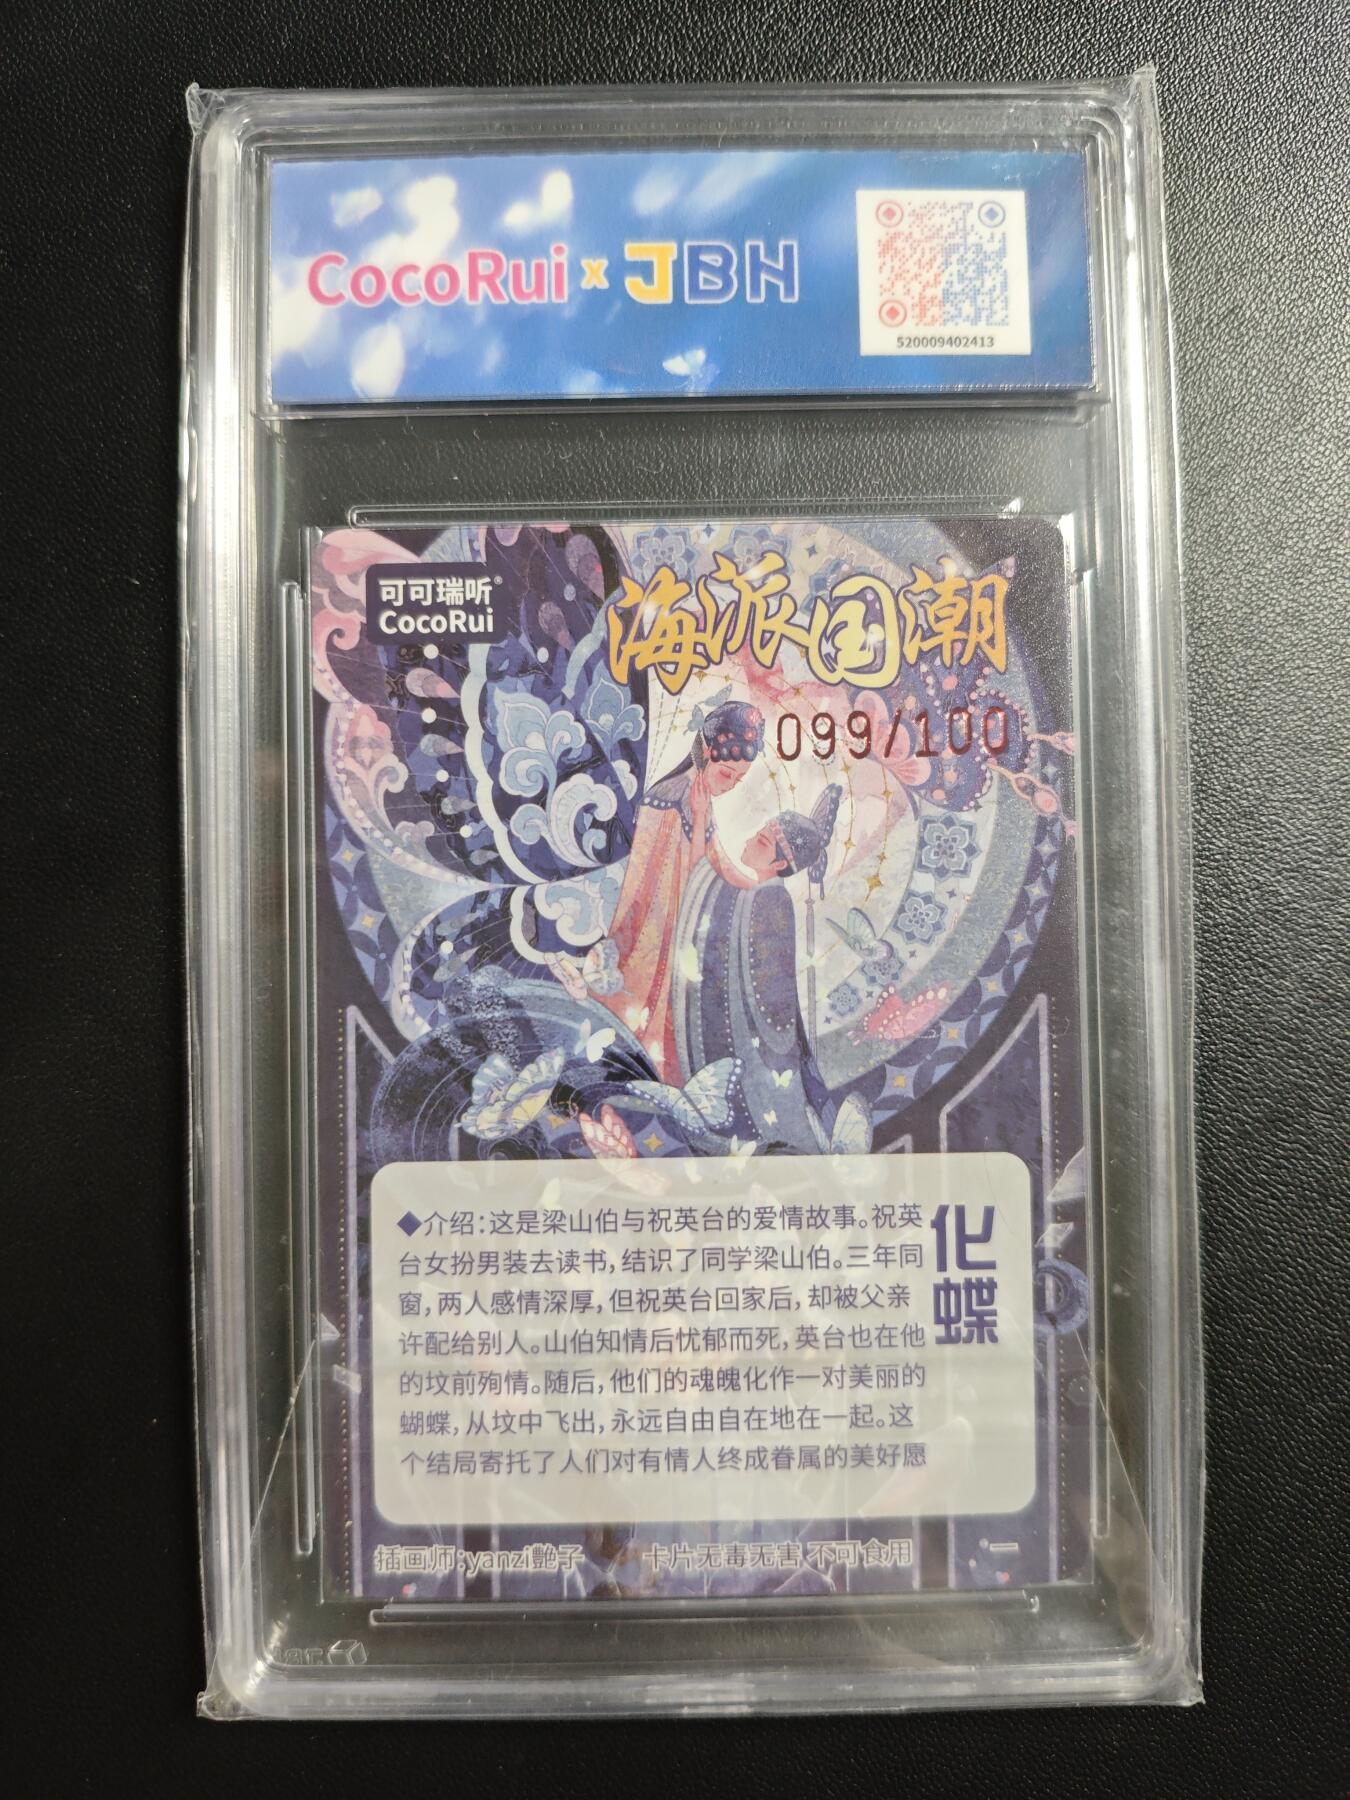 CocoRui x JBH
520009402413
可可瑞听®
CocoRui
海派国潮
099/100
化蝶
◆介绍:这是梁山伯与祝英台的爱情故事。祝英
台女扮男装去读书,结识了同学梁山伯。三年同
窗,两人感情深厚,但祝英台回家后,却被父亲
许配给别人。山伯知情后忧郁而死,英台也在他
的坟前殉情。随后,他们的魂魄化作一对美丽的
蝴蝶,从坟中飞出,永远自由自在地在一起。这
个结局寄托了人们对有情人终成眷属的美好愿
插画师:yanzi艷子 卡片无毒无害 不可食用